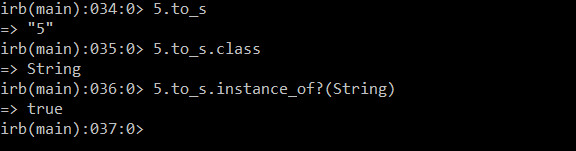 irb(main):034:0> 5.to_s
=> "5"
irb(main):035:0> 5.to_s.class
=> String
irb(main):036:0> 5.to_s.instance_of?(String)
=> true
irb(main):037:0>